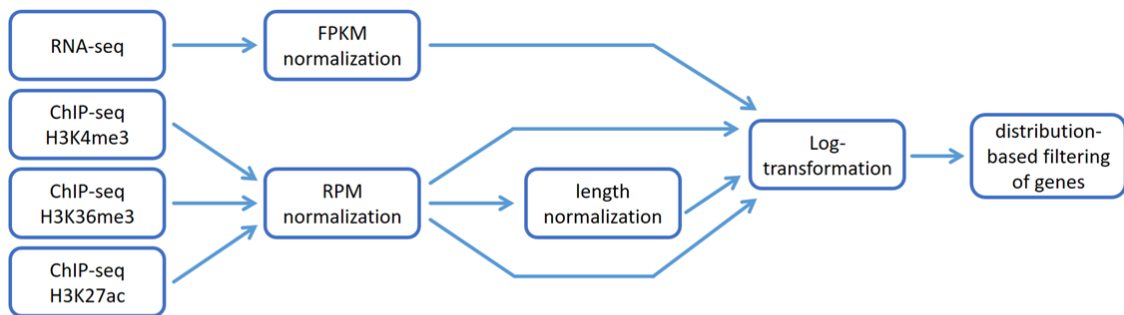 RNA-seq
FPKM
normalization
ChIP-seq
H3K4me3
ChIP-seq
H3K36me3
ChIP-seq
H3K27ac
RPM
normalization
length
normalization
Log-
transformation
distribution-
based filtering
of genes